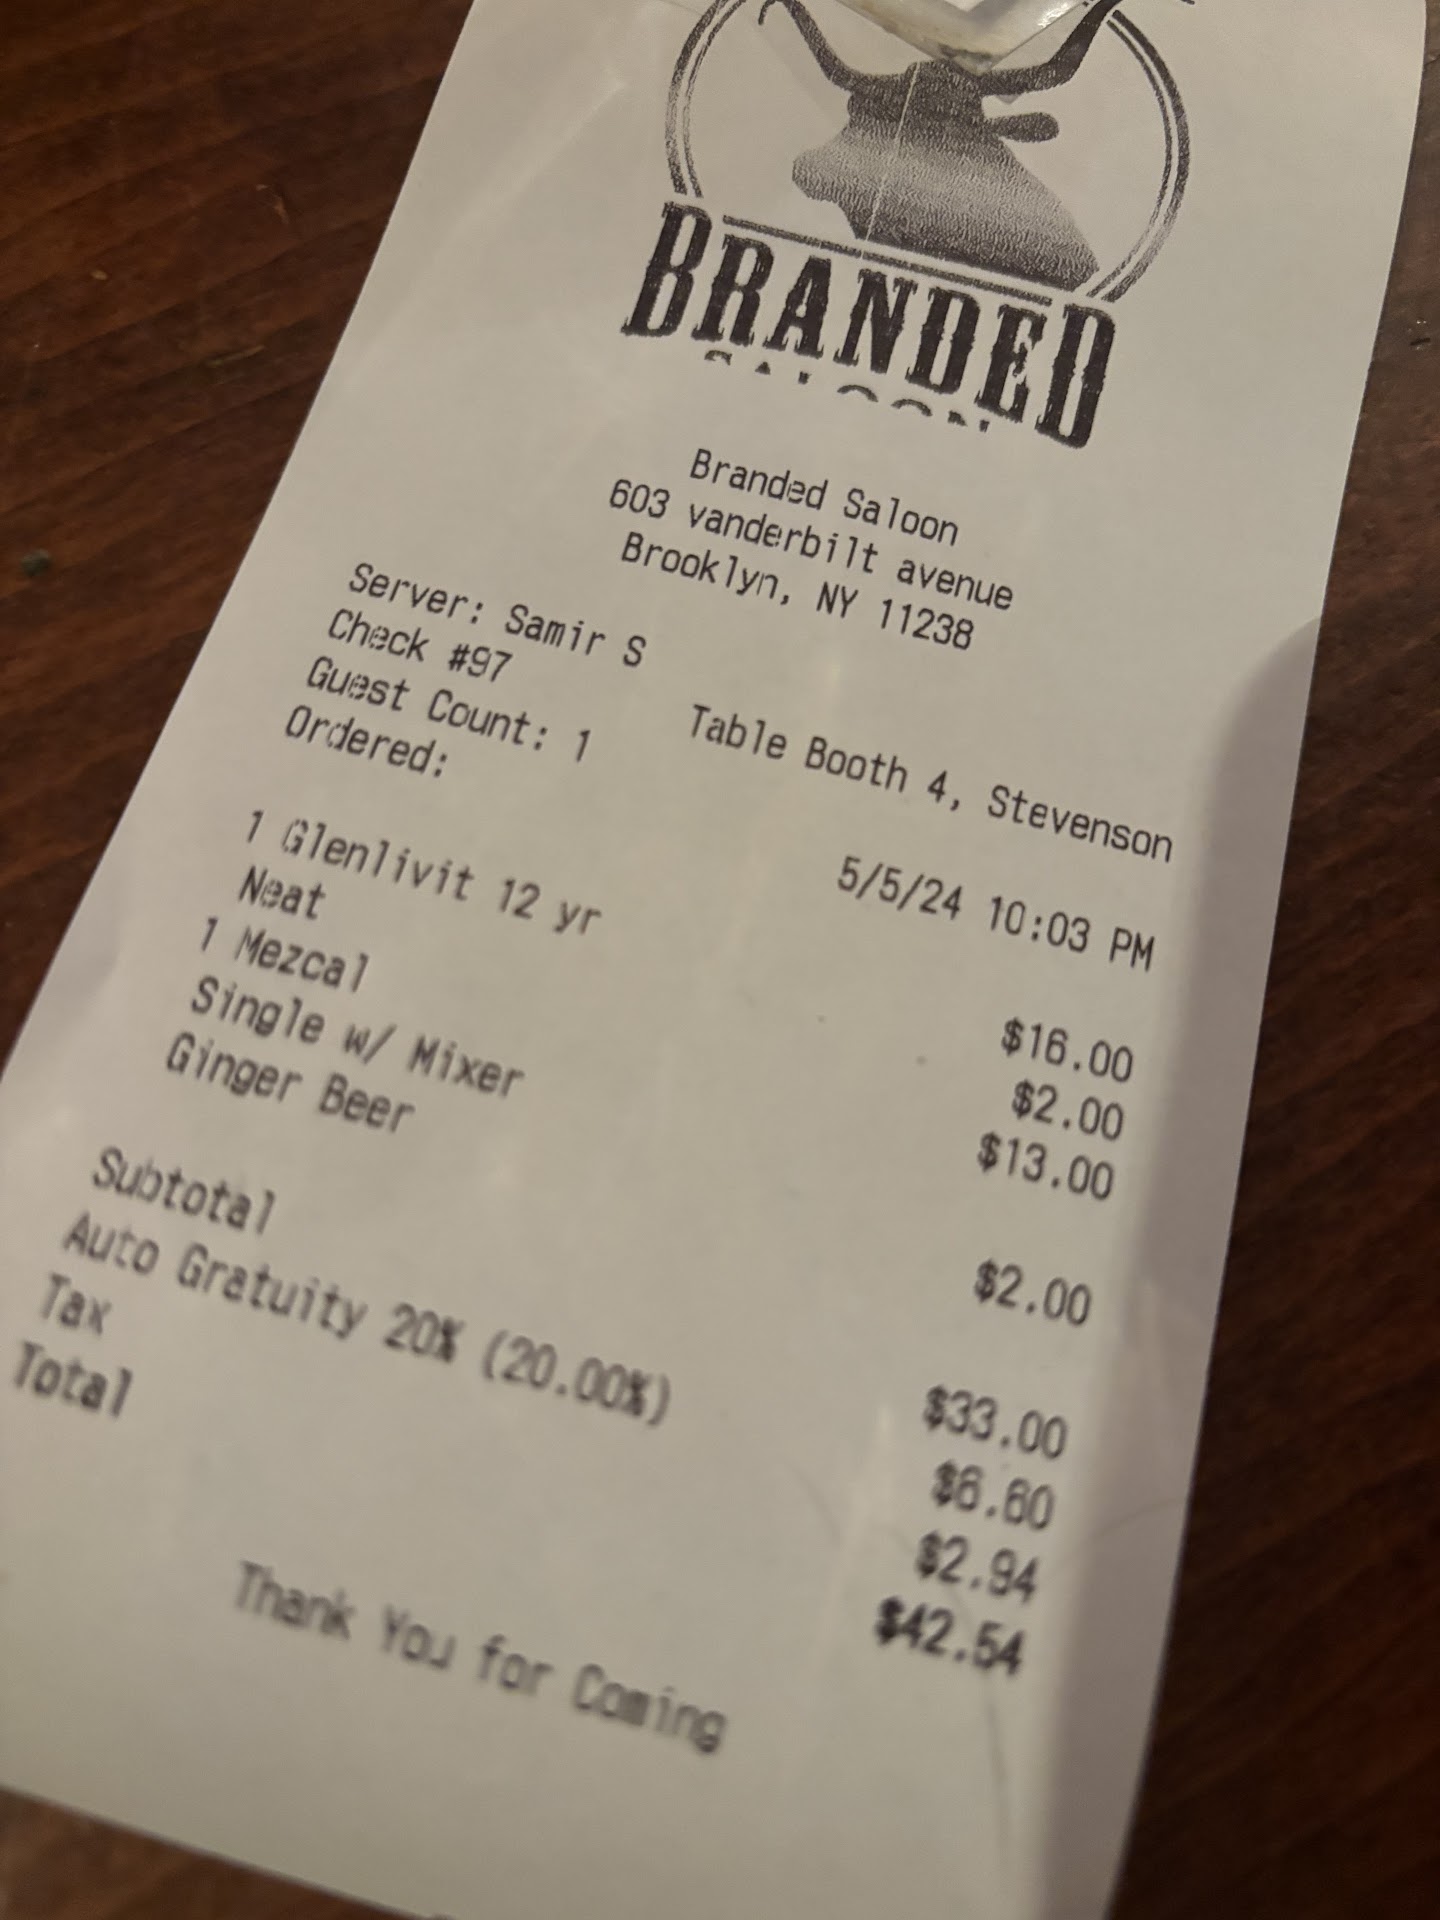 BRANDED
SALOON
Branded Saloon
603 vanderbilt avenue
Brooklyn, NY 11238
Server: Samir S
Check #97 Table Booth 4, Stevenson
Guest Count: 1
Ordered: 5/5/24 10:03 PM
1 Glenlivit 12 yr $16.00
Neat $2.00
1 Mezcal $13.00
Single w/ Mixer
Ginger Beer $2.00
Subtotal $33.00
Auto Gratuity 20% (20.00%) $6.60
Tax $2.94
Total $42.54
Thank You for Coming